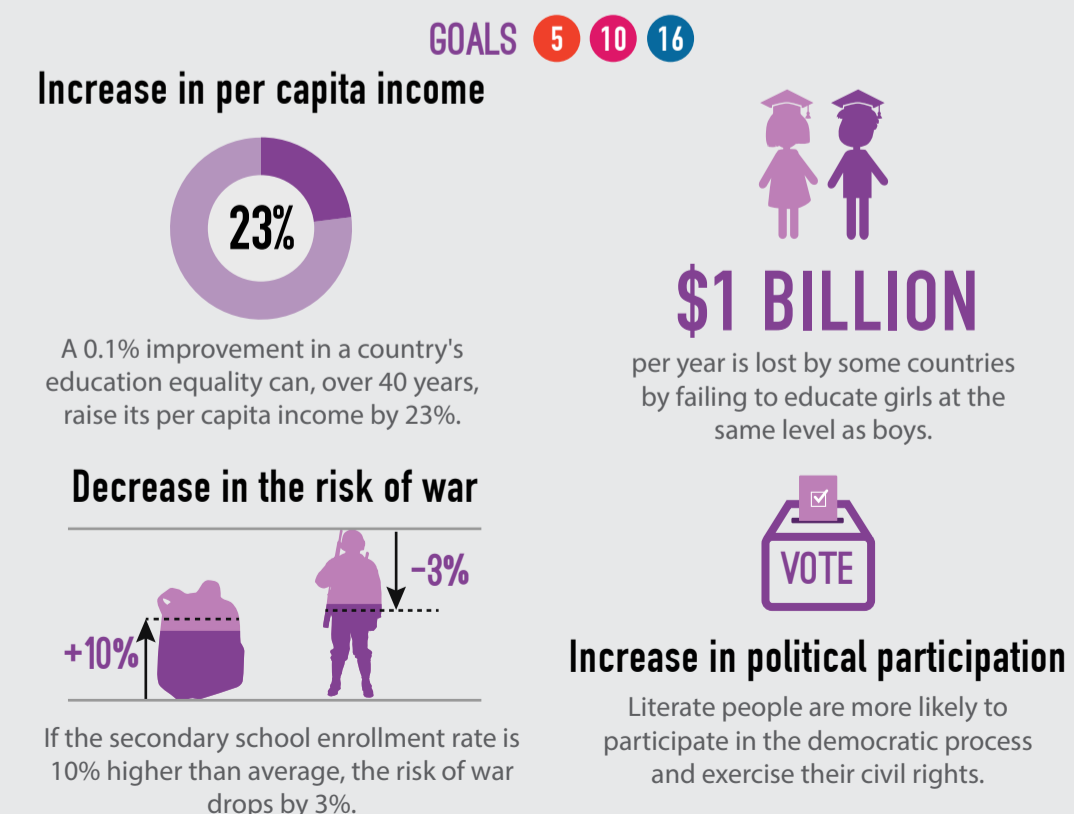 GOALS 5 10 16
Increase in per capita income
23%
A 0.1% improvement in a country's
education equality can, over 40 years,
raise its per capita income by 23%.
$1 BILLION
per year is lost by some countries
by failing to educate girls at the
same level as boys.
Decrease in the risk of war
+10%
-3%
If the secondary school enrollment rate is
10% higher than average, the risk of war
drops by 3%.
VOTE
Increase in political participation
Literate people are more likely to
participate in the democratic process
and exercise their civil rights.